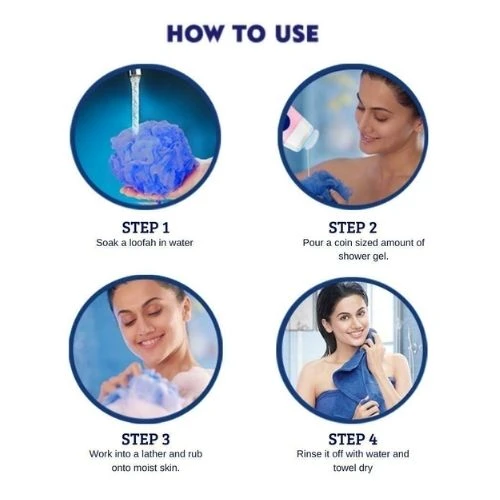 HOW TO USE
STEP 1
Soak a loofah in water
STEP 2
Pour a coin sized amount of
shower gel.
STEP 3
Work into a lather and rub
onto moist skin.
STEP 4
Rinse it off with water and
towel dry